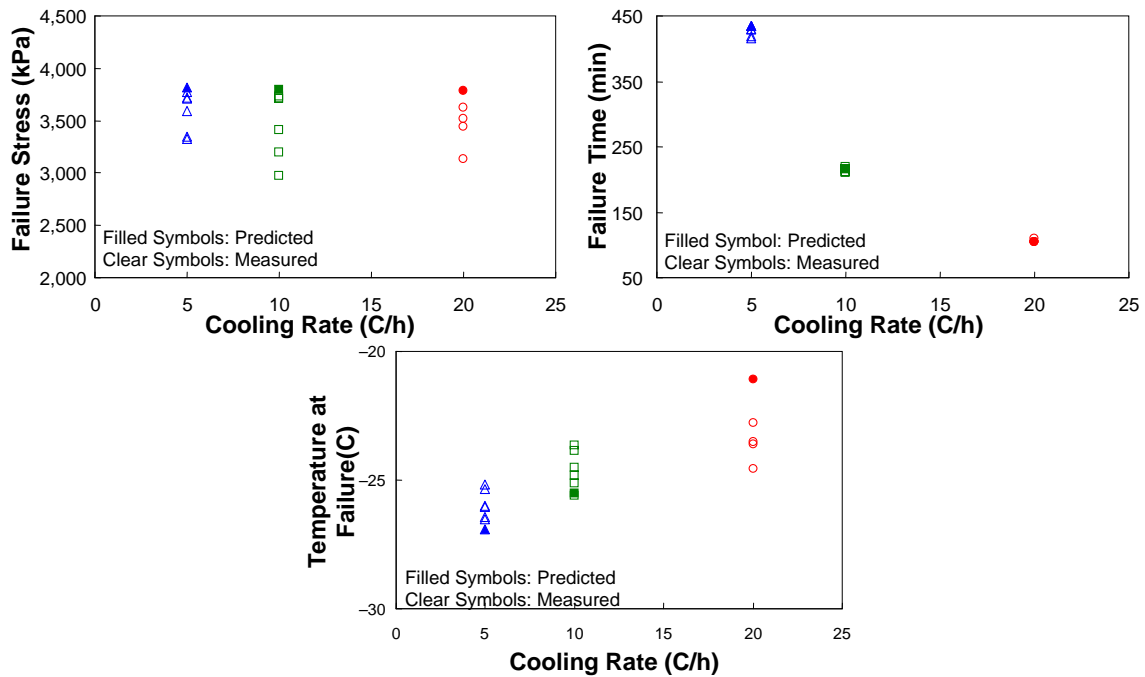 4,500
4,000
3,500
3,000
2,500
2,000
Failure Stress (kPa)
Filled Symbols: Predicted
Clear Symbols: Measured
0 5 10 15 20 25
Cooling Rate (C/h)
450
350
250
150
50
Failure Time (min)
Filled Symbol: Predicted
Clear Symbols: Measured
0 5 10 15 20 25
Cooling Rate (C/h)
–20
–25
–30
Temperature at
Failure(C)
Filled Symbols: Predicted
Clear Symbols: Measured
0 5 10 15 20 25
Cooling Rate (C/h)